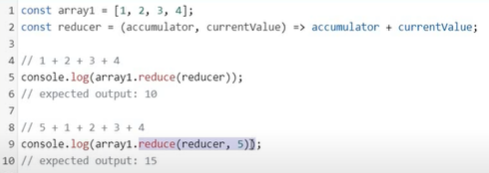 1 const array1 = [1, 2, 3, 4];
2 const reducer = (accumulator, currentValue) => accumulator + currentValue;
3
4 // 1 + 2 + 3 + 4
5 console.log(array1.reduce(reducer));
6 // expected output: 10
7
8 // 5 + 1 + 2 + 3 + 4
9 console.log(array1.reduce(reducer, 5));
10 // expected output: 15